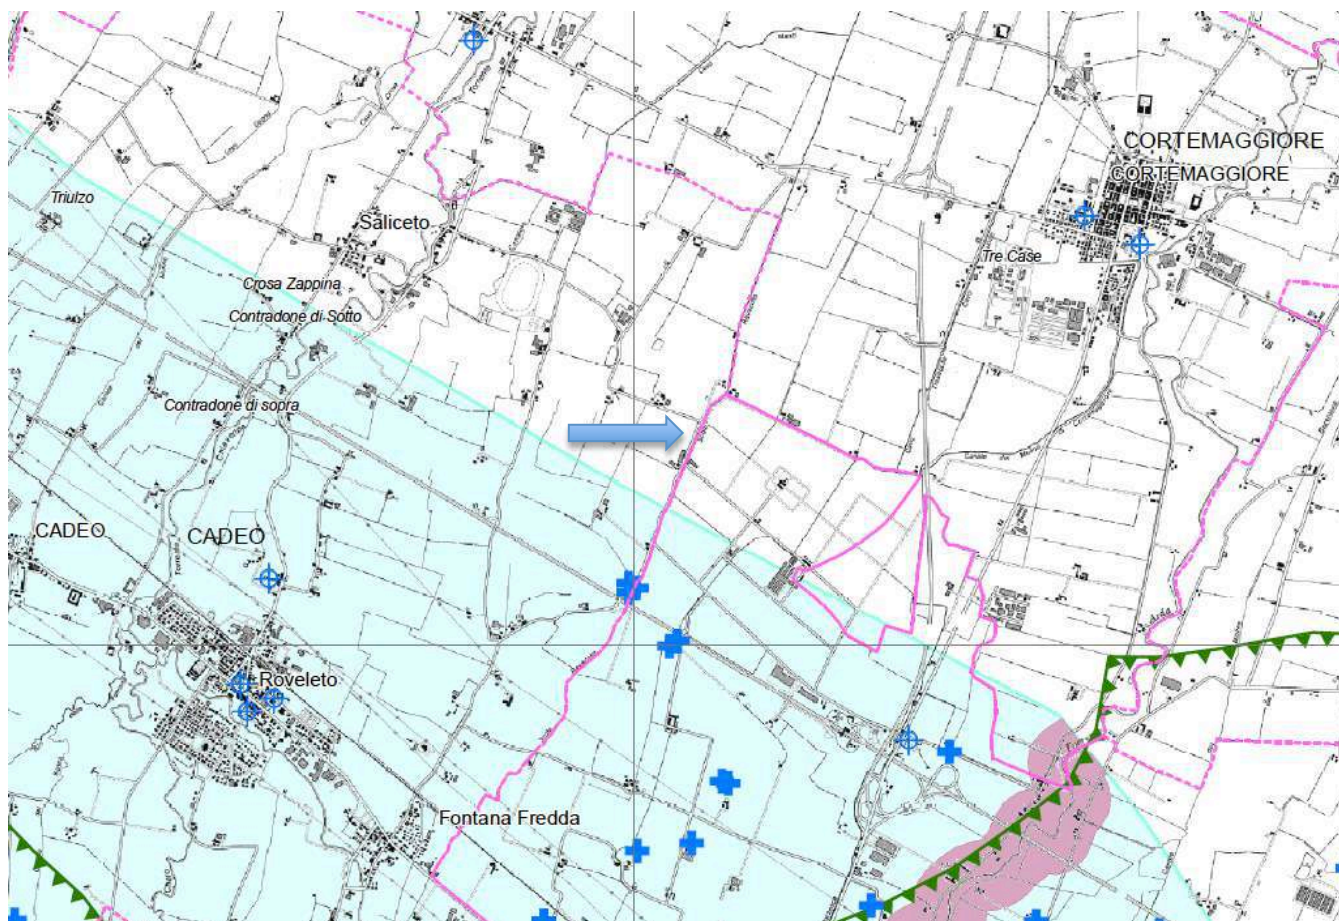 CORTEMAGGIORE
CORTEMAGGIORE
Triulzo
Saliceto
Tre Case
Crosa Zappina
Contradone di Sotto
Contradone di sopra
CADEO
CADEO
Roveleto
Fontana Fredda